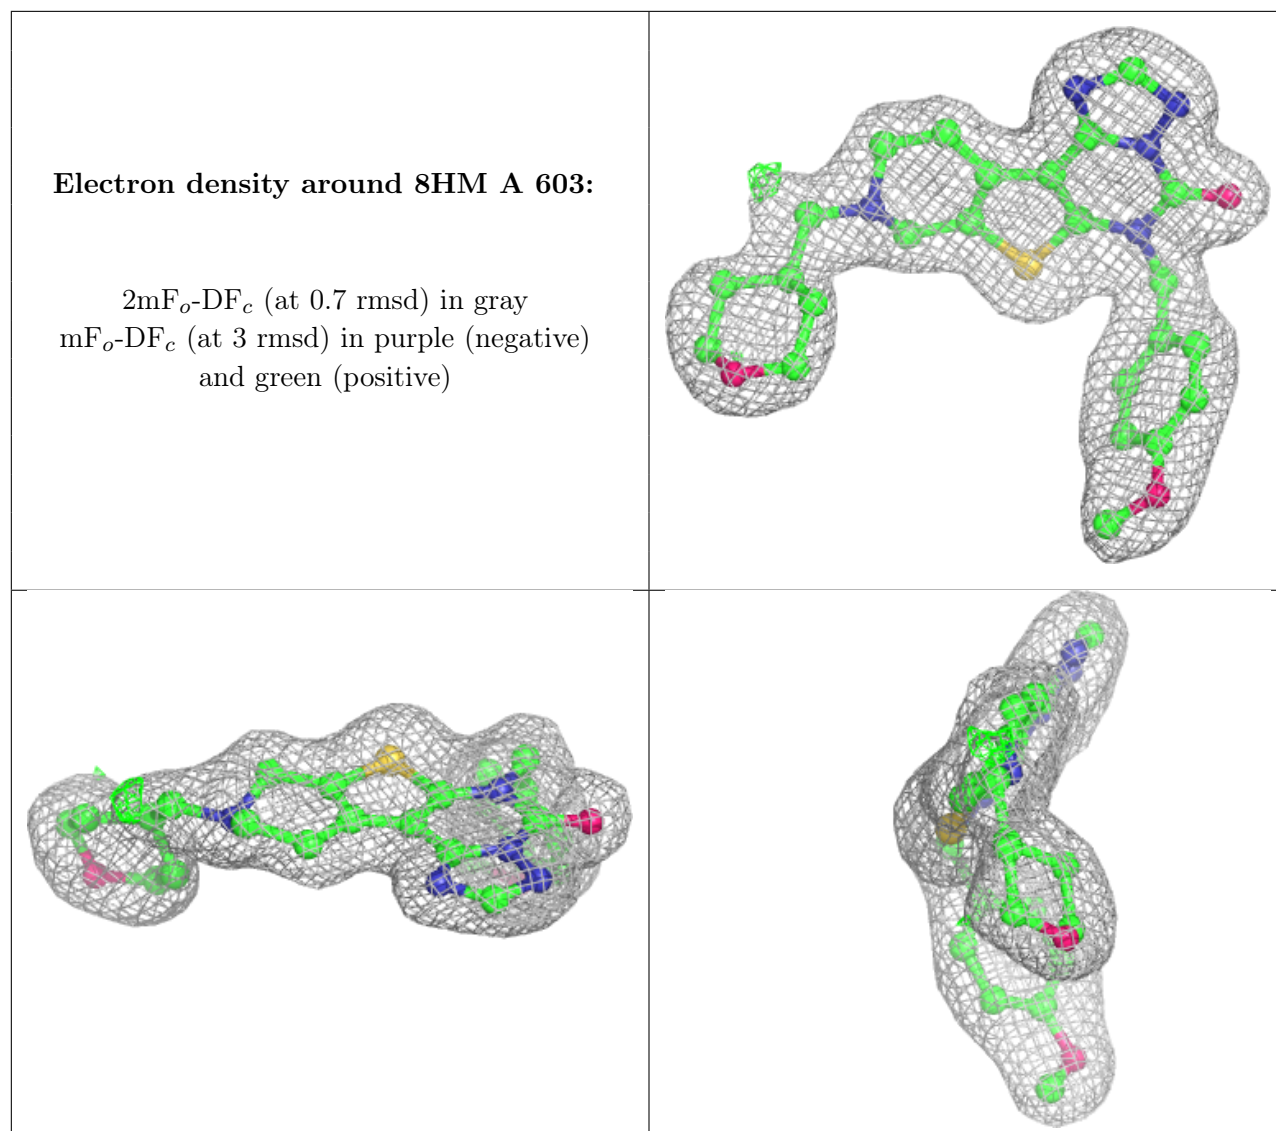 Electron density around 8HM A 603:
2mFₒ-DF𝒸 (at 0.7 rmsd) in gray
mFₒ-DF𝒸 (at 3 rmsd) in purple (negative)
and green (positive)